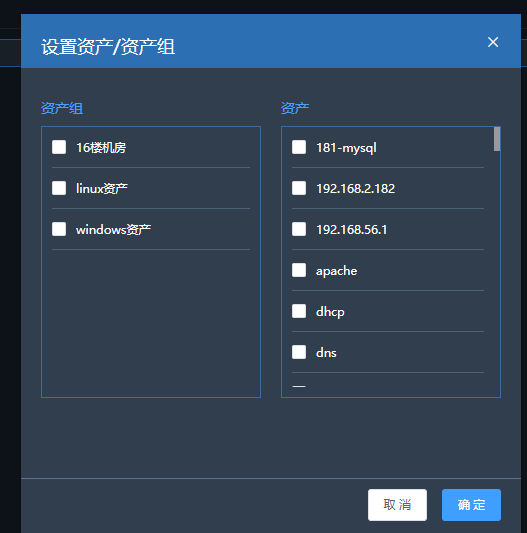 设置资产/资产组
资产组
16楼机房
linux资产
windows资产
资产
181-mysql
192.168.2.182
192.168.56.1
apache
dhcp
dns
取消
确定